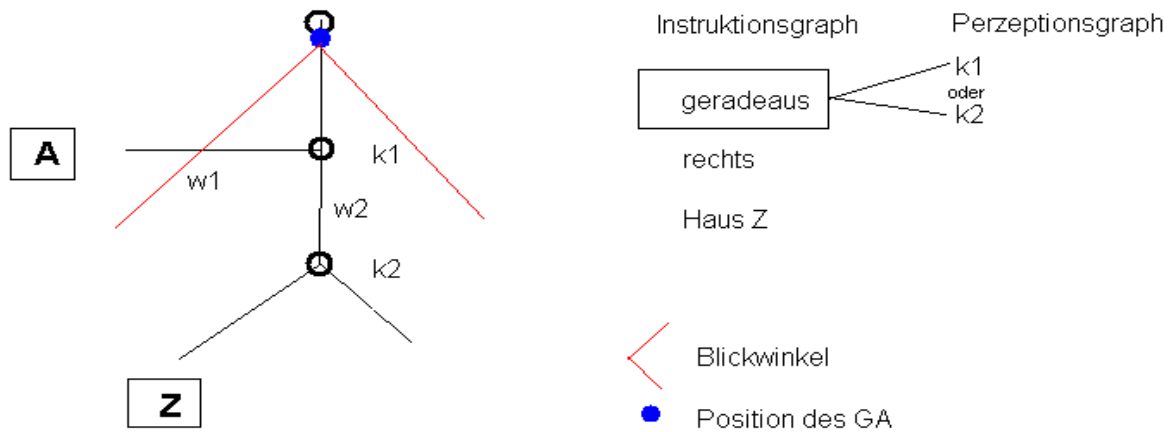 Instruktionsgraph
Perzeptionsgraph
geradeaus
k1
oder
k2
rechts
Haus Z
A
w1
k1
w2
k2
Z
Blickwinkel
Position des GA